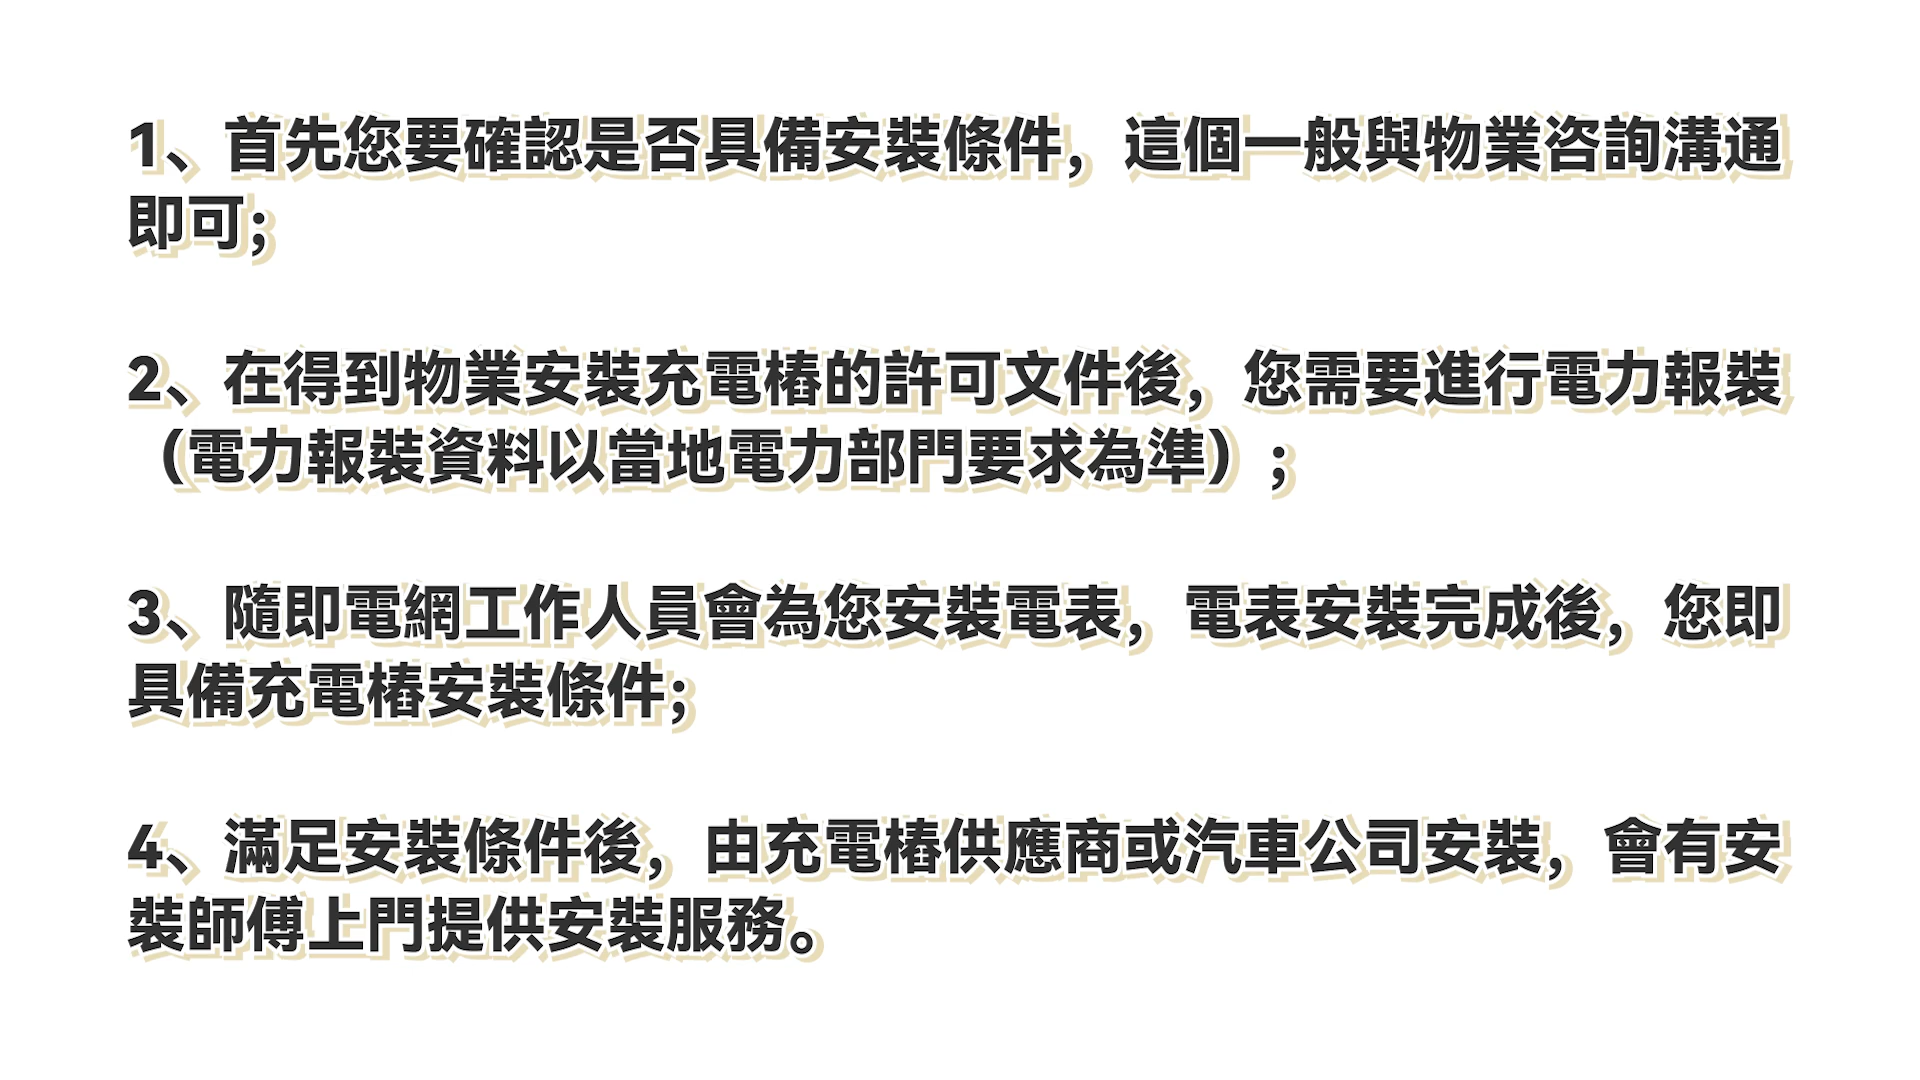 1、首先您要確認是否具備安裝條件，這個一般與物業咨詢溝通
即可；
2、在得到物業安裝充電樁的許可文件後，您需要進行電力報裝
（電力報裝資料以當地電力部門要求為準）;
3、隨即電網工作人員會為您安裝電表，電表安裝完成後，您即
具備充電樁安裝條件；
4、滿足安裝條件後，由充電樁供應商或汽車公司安裝，會有安
裝師傅上門提供安裝服務。